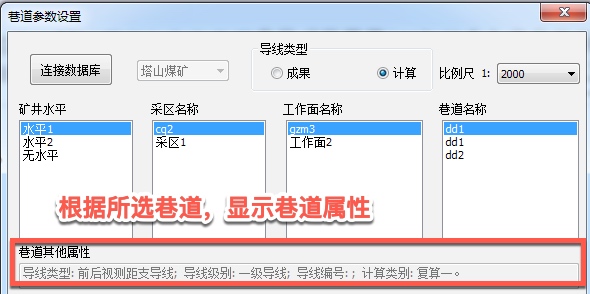 巷道参数设置
导线类型
连接数据库 塔山煤矿 成果 计算 比例尺 1: 2000
矿井水平 采区名称 工作面名称 巷道名称
水平1 cq2 gzm3 dd1
水平2 采区1 工作面2 dd1
无水平 dd2
根据所选巷道，显示巷道属性
巷道其他属性
导线类型: 前后视测距支导线; 导线级别: 一级导线; 导线编号: ; 计算类别: 复算一。